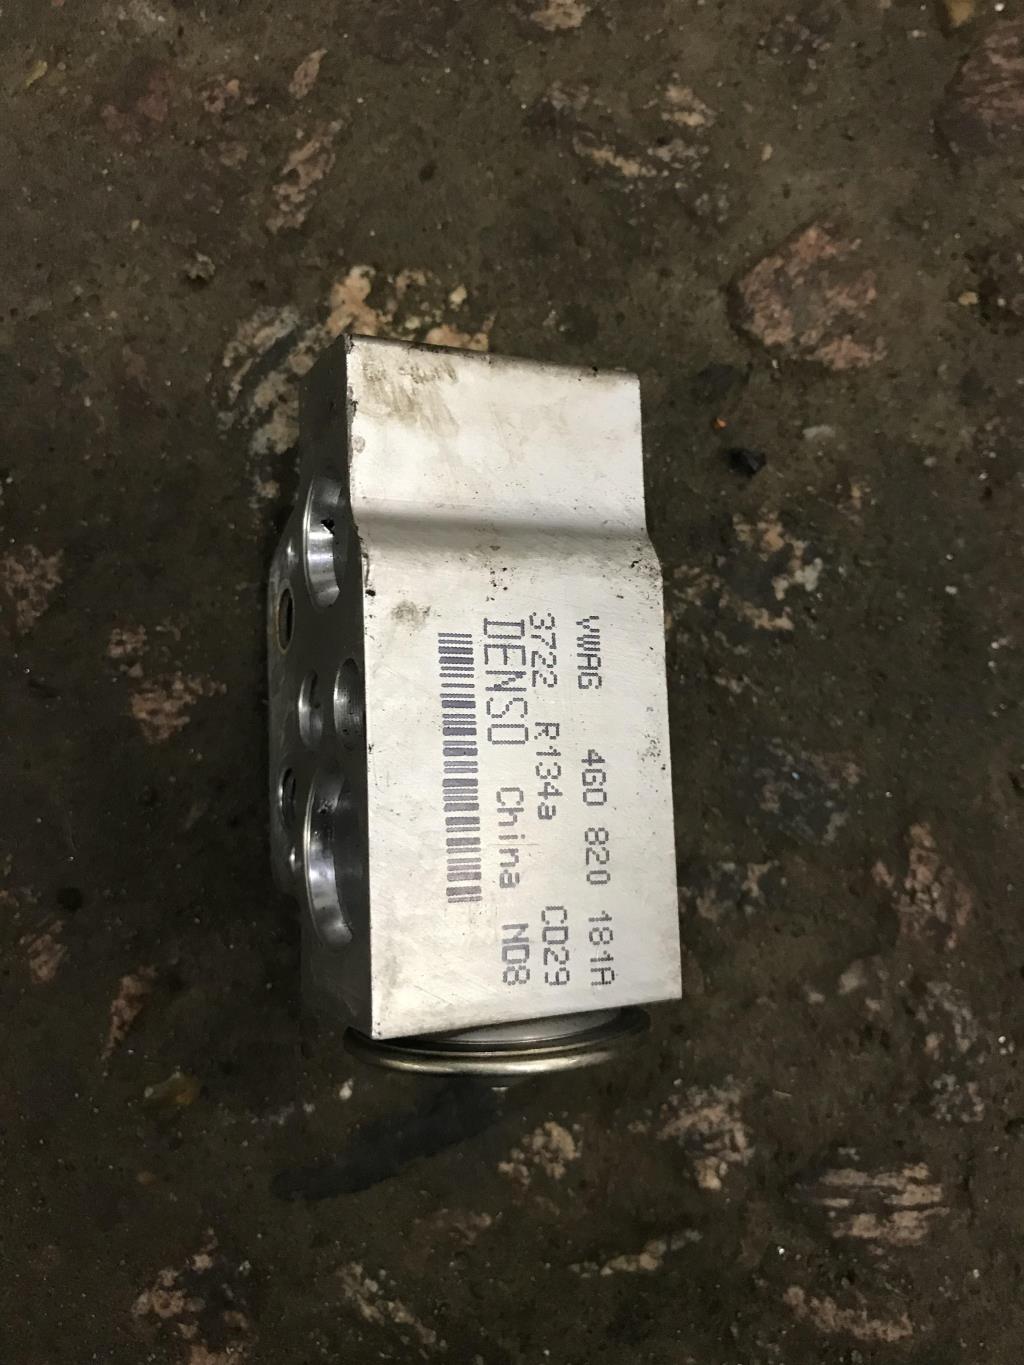 VWAG 4G0 820 181A
3722 R134a CD29
DENSO China ND8